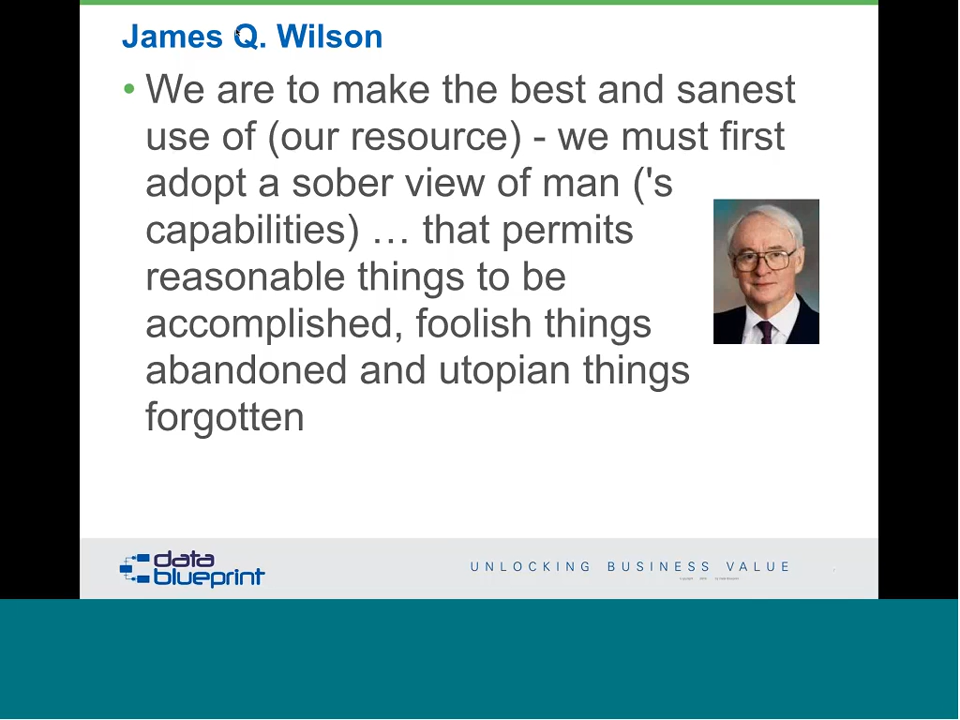 James Q. Wilson
• We are to make the best and sanest
use of (our resource) - we must first
adopt a sober view of man ('s
capabilities) … that permits
reasonable things to be
accomplished, foolish things
abandoned and utopian things
forgotten
data
blueprint
UNLOCKING BUSINESS VALUE